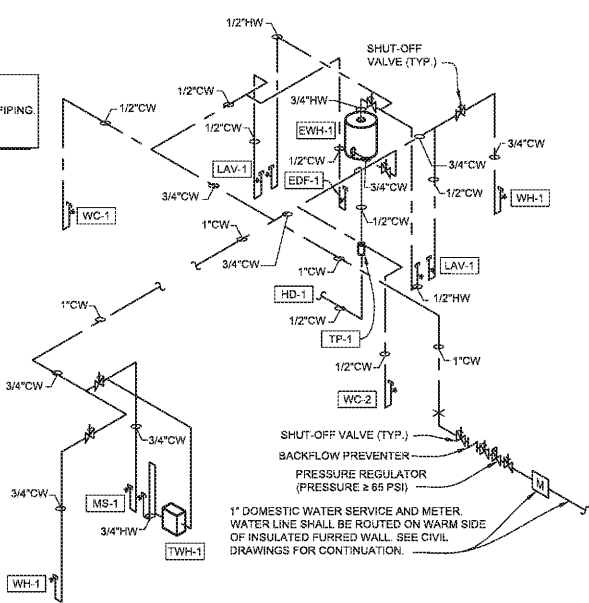 1/2"HW
SHUT-OFF
VALVE (TYP.)
PIPING.
1/2"CW
1/2"CW
3/4"HW
1/2"CW
EWH-1
3/4"CW
1/2"CW
LAV-1
3/4"CW
EDF-1
3/4"CW
1/2"CW
WH-1
3/4"CW
WC-1
1/2"CW
1"CW
3/4"CW
1"CW
LAV-1
HD-1
1/2"HW
1"CW
1/2"CW
TP-1
1/2"CW
1"CW
3/4"CW
WC-2
3/4"CW
SHUT-OFF VALVE (TYP.)
BACKFLOW PREVENTER
PRESSURE REGULATOR
(PRESSURE ≥ 65 PSI)
M
3/4"CW
MS-1
3/4"HW
TWH-1
1" DOMESTIC WATER SERVICE AND METER.
WATER LINE SHALL BE ROUTED ON WARM SIDE
OF INSULATED FURRED WALL. SEE CIVIL
DRAWINGS FOR CONTINUATION.
WH-1